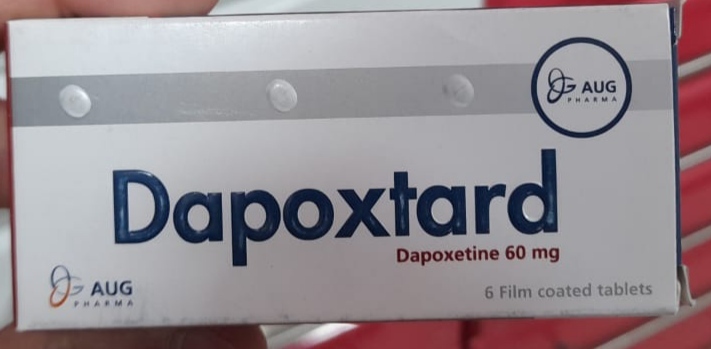 AUG
PHARMA
Dapoxtard
Dapoxetine 60 mg
AUG
PHARMA
6 Film coated tablets